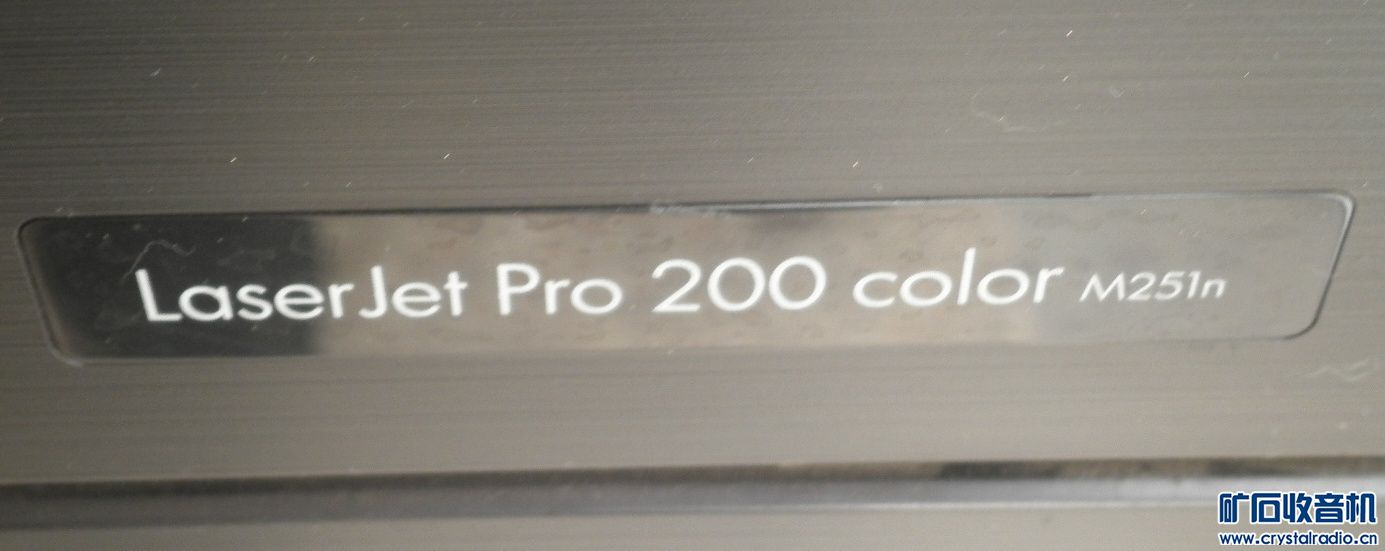 LaserJet Pro 200 color M251n
矿石收音机
www.crystalradio.cn